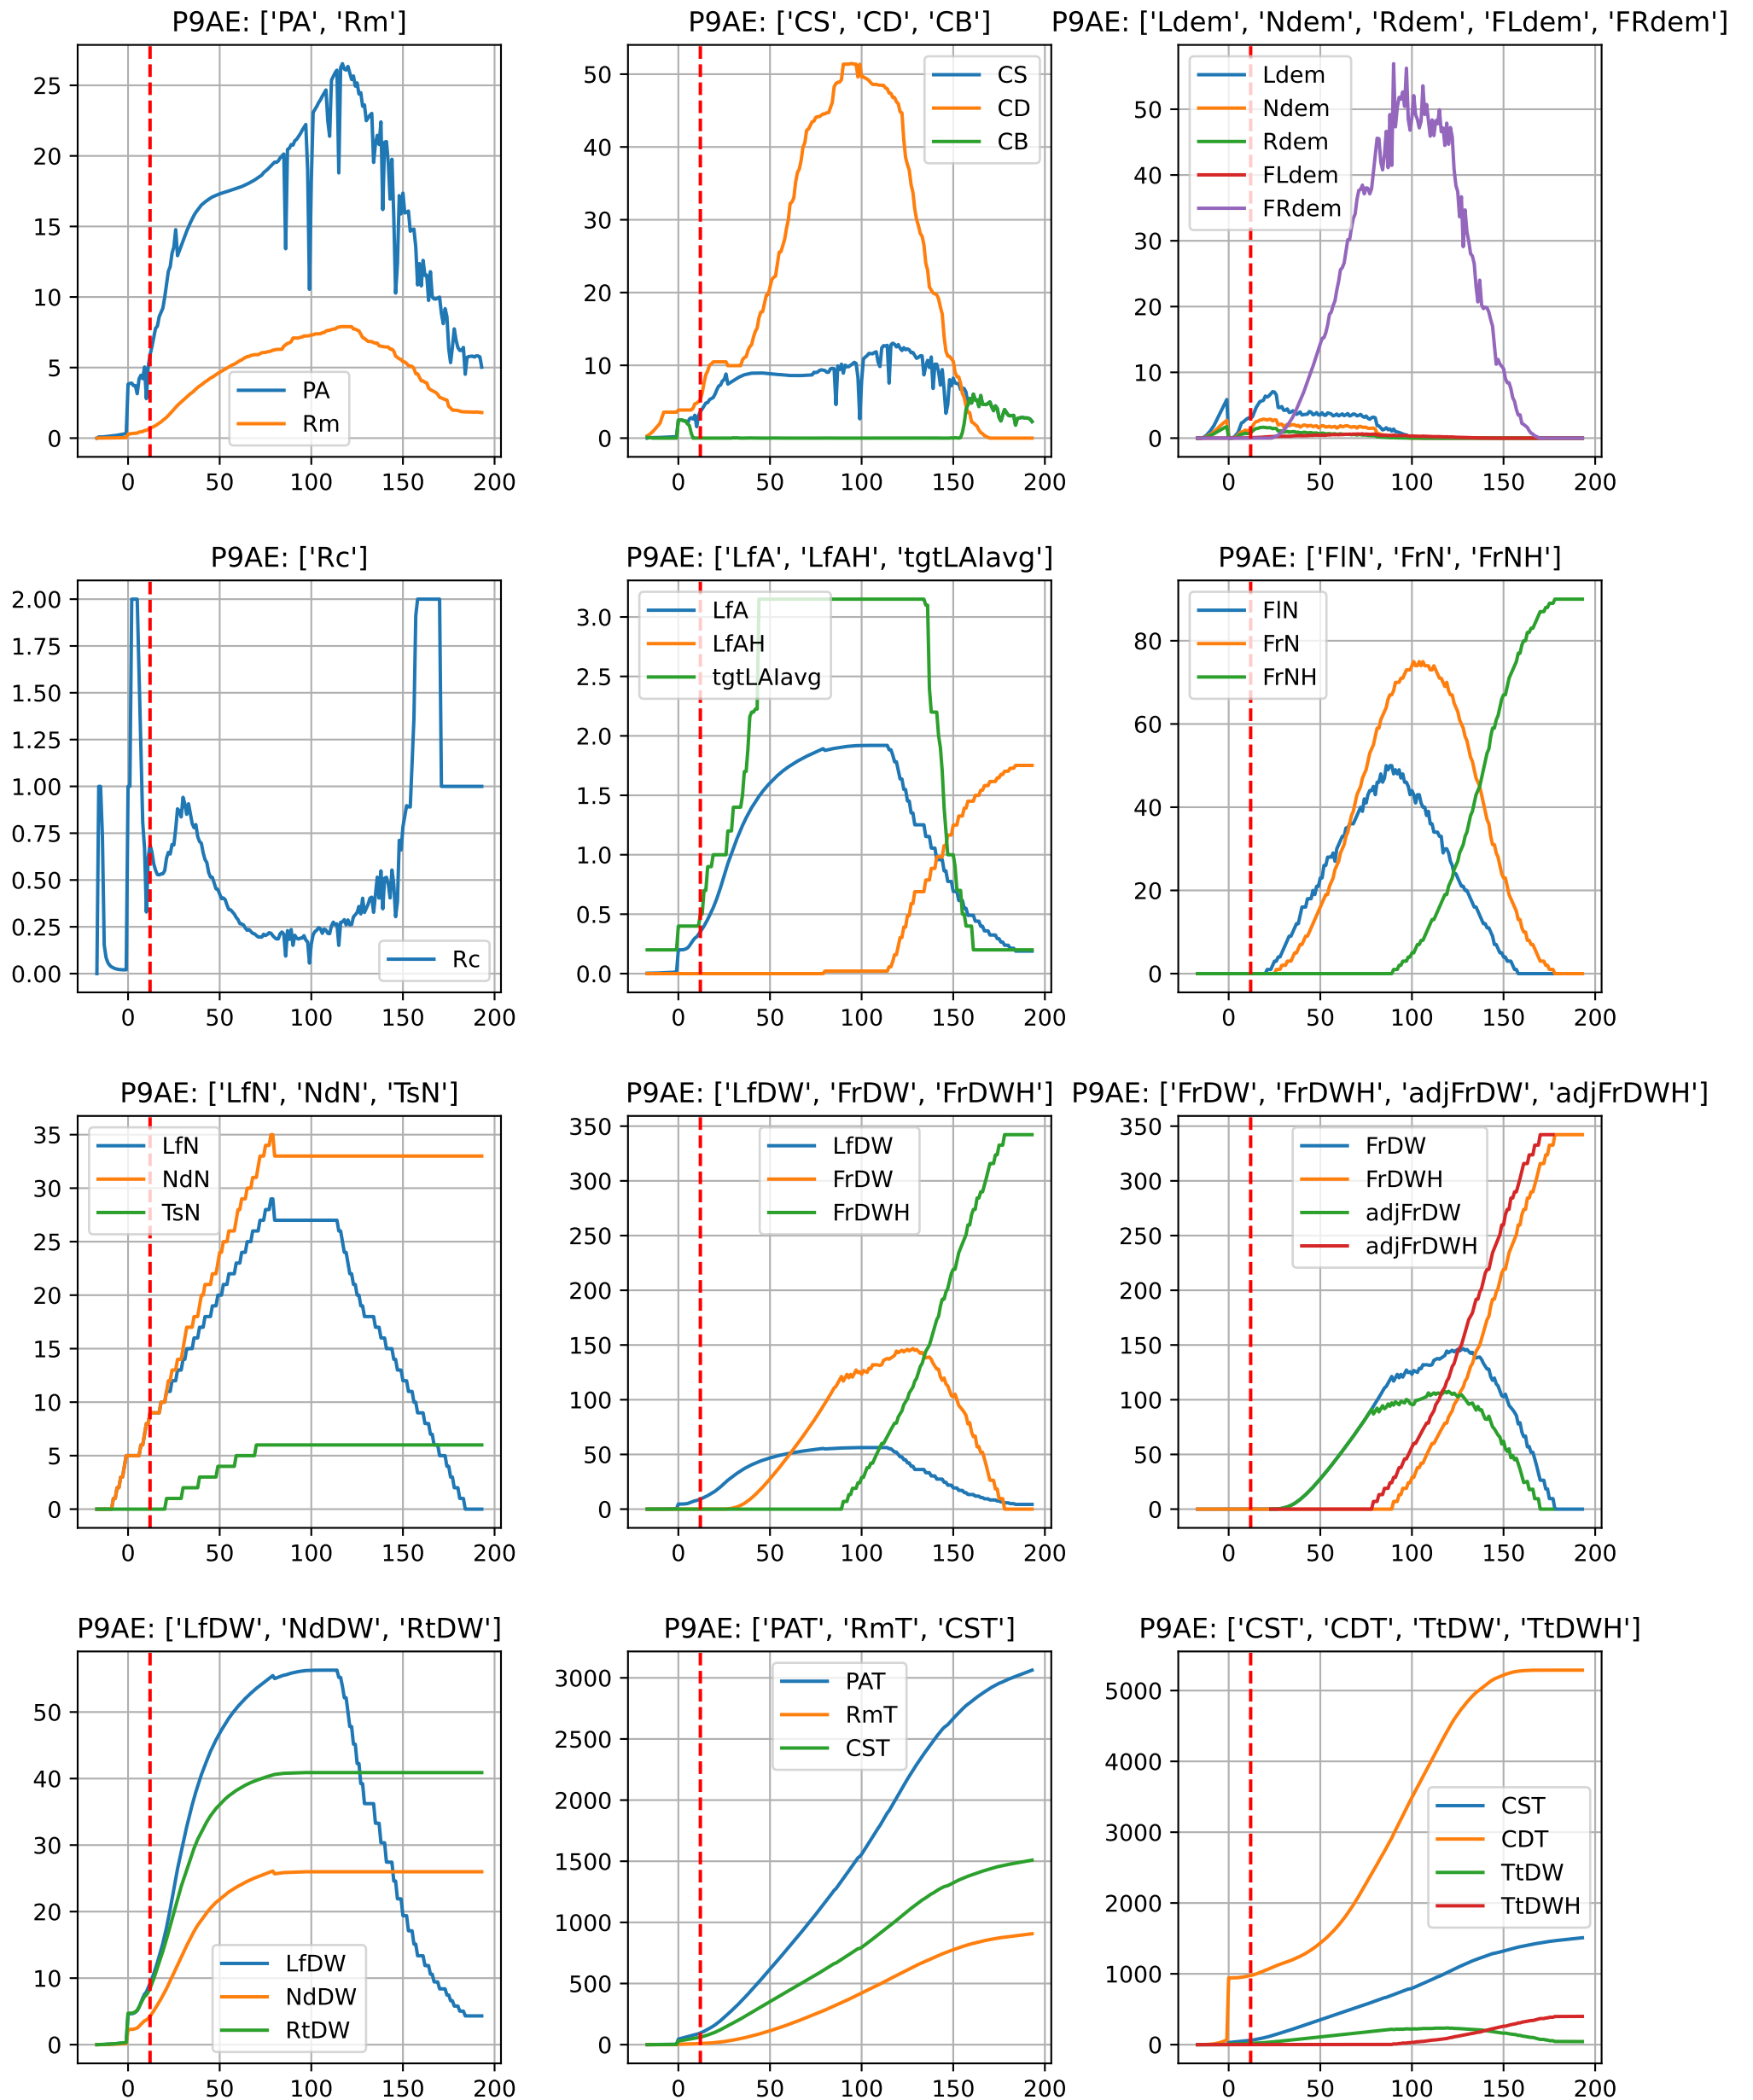 P9AE: ['PA', 'Rm']
25
20
15
10
5
0
PA
Rm
0 50 100 150 200
P9AE: ['CS', 'CD', 'CB']
50
40
30
20
10
0
CS
CD
CB
0 50 100 150 200
P9AE: ['Ldem', 'Ndem', 'Rdem', 'FLdem', 'FRdem']
50
40
30
20
10
0
Ldem
Ndem
Rdem
FLdem
FRdem
0 50 100 150 200
P9AE: ['Rc']
2.00
1.75
1.50
1.25
1.00
0.75
0.50
0.25
0.00
Rc
0 50 100 150 200
P9AE: ['LfA', 'LfAH', 'tgtLAIavg']
3.0
2.5
2.0
1.5
1.0
0.5
0.0
LfA
LfAH
tgtLAIavg
0 50 100 150 200
P9AE: ['FlN', 'FrN', 'FrNH']
80
60
40
20
0
FlN
FrN
FrNH
0 50 100 150 200
P9AE: ['LfN', 'NdN', 'TsN']
35
30
25
20
15
10
5
0
LfN
NdN
TsN
0 50 100 150 200
P9AE: ['LfDW', 'FrDW', 'FrDWH']
350
300
250
200
150
100
50
0
LfDW
FrDW
FrDWH
0 50 100 150 200
P9AE: ['FrDW', 'FrDWH', 'adjFrDW', 'adjFrDWH']
350
300
250
200
150
100
50
0
FrDW
FrDWH
adjFrDW
adjFrDWH
0 50 100 150 200
P9AE: ['LfDW', 'NdDW', 'RtDW']
50
40
30
20
10
0
LfDW
NdDW
RtDW
0 50 100 150 200
P9AE: ['PAT', 'RmT', 'CST']
3000
2500
2000
1500
1000
500
0
PAT
RmT
CST
0 50 100 150 200
P9AE: ['CST', 'CDT', 'TtDW', 'TtDWH']
5000
4000
3000
2000
1000
0
CST
CDT
TtDW
TtDWH
0 50 100 150 200